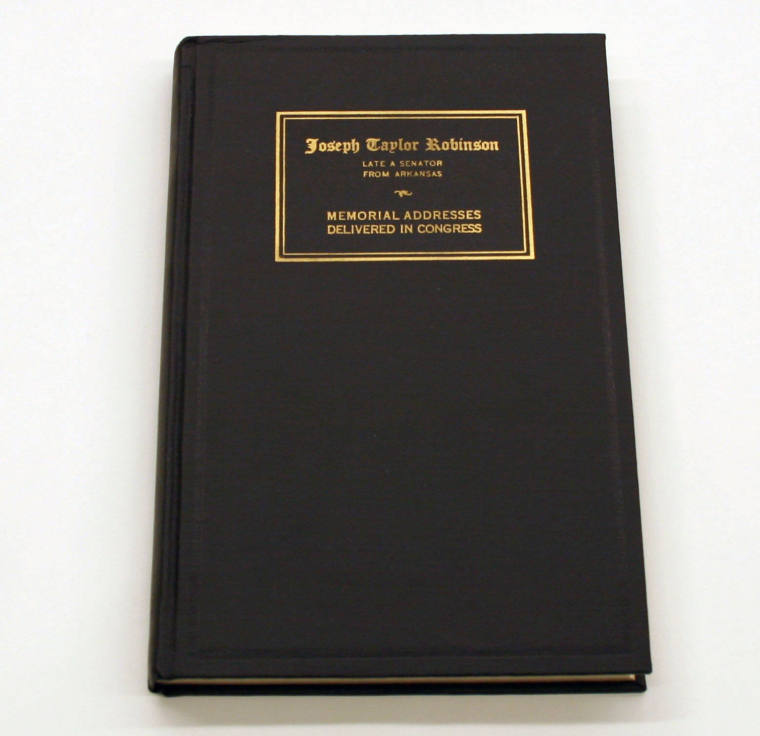 Joseph Taylor Robinson
LATE A SENATOR
FROM ARKANSAS
MEMORIAL ADDRESSES
DELIVERED IN CONGRESS